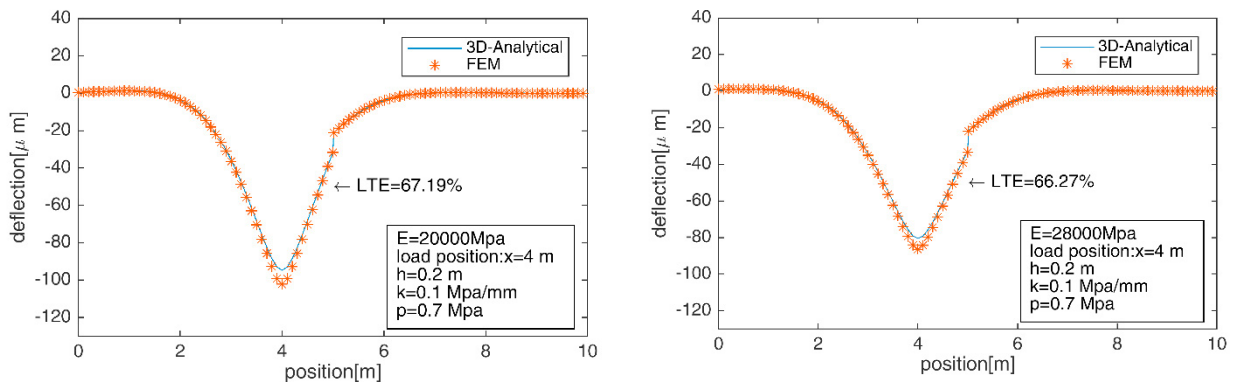 40
20
0
-20
-40
-60
-80
-100
-120
deflection[μ m]
3D-Analytical
FEM
← LTE=67.19%
E=20000Mpa
load position:x=4 m
h=0.2 m
k=0.1 Mpa/mm
p=0.7 Mpa
0 2 4 6 8 10
position[m]
40
20
0
-20
-40
-60
-80
-100
-120
deflection[μ m]
3D-Analytical
FEM
← LTE=66.27%
E=28000Mpa
load position:x=4 m
h=0.2 m
k=0.1 Mpa/mm
p=0.7 Mpa
0 2 4 6 8 10
position[m]